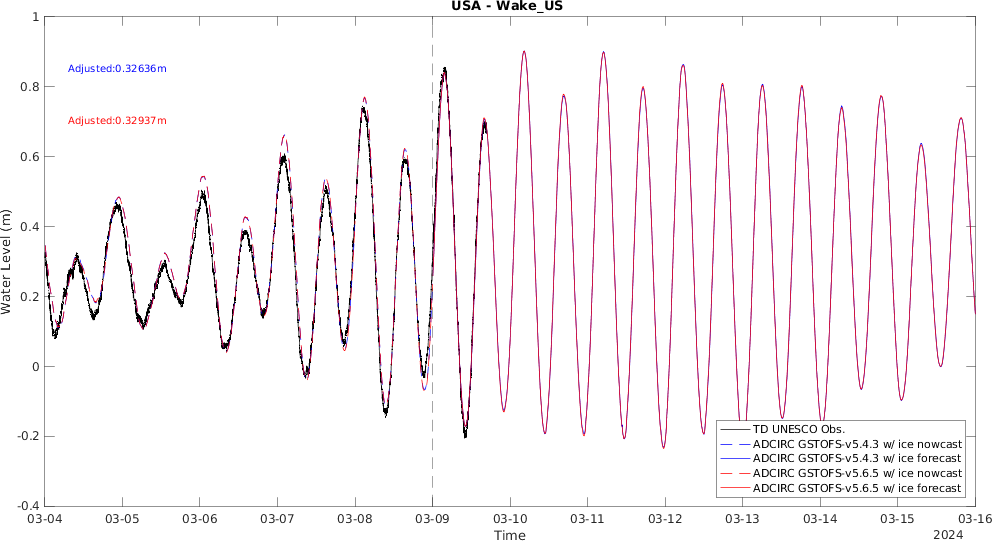 USA - Wake_US
1
0.8
0.6
0.4
0.2
0
-0.2
-0.4
Water Level (m)
Adjusted:0.32636m
Adjusted:0.32937m
TD UNESCO Obs.
ADCIRC GSTOFS-v5.4.3 w/ ice nowcast
ADCIRC GSTOFS-v5.4.3 w/ ice forecast
ADCIRC GSTOFS-v5.6.5 w/ ice nowcast
ADCIRC GSTOFS-v5.6.5 w/ ice forecast
03-04 03-05 03-06 03-07 03-08 03-09 03-10 03-11 03-12 03-13 03-14 03-15 03-16
Time
2024